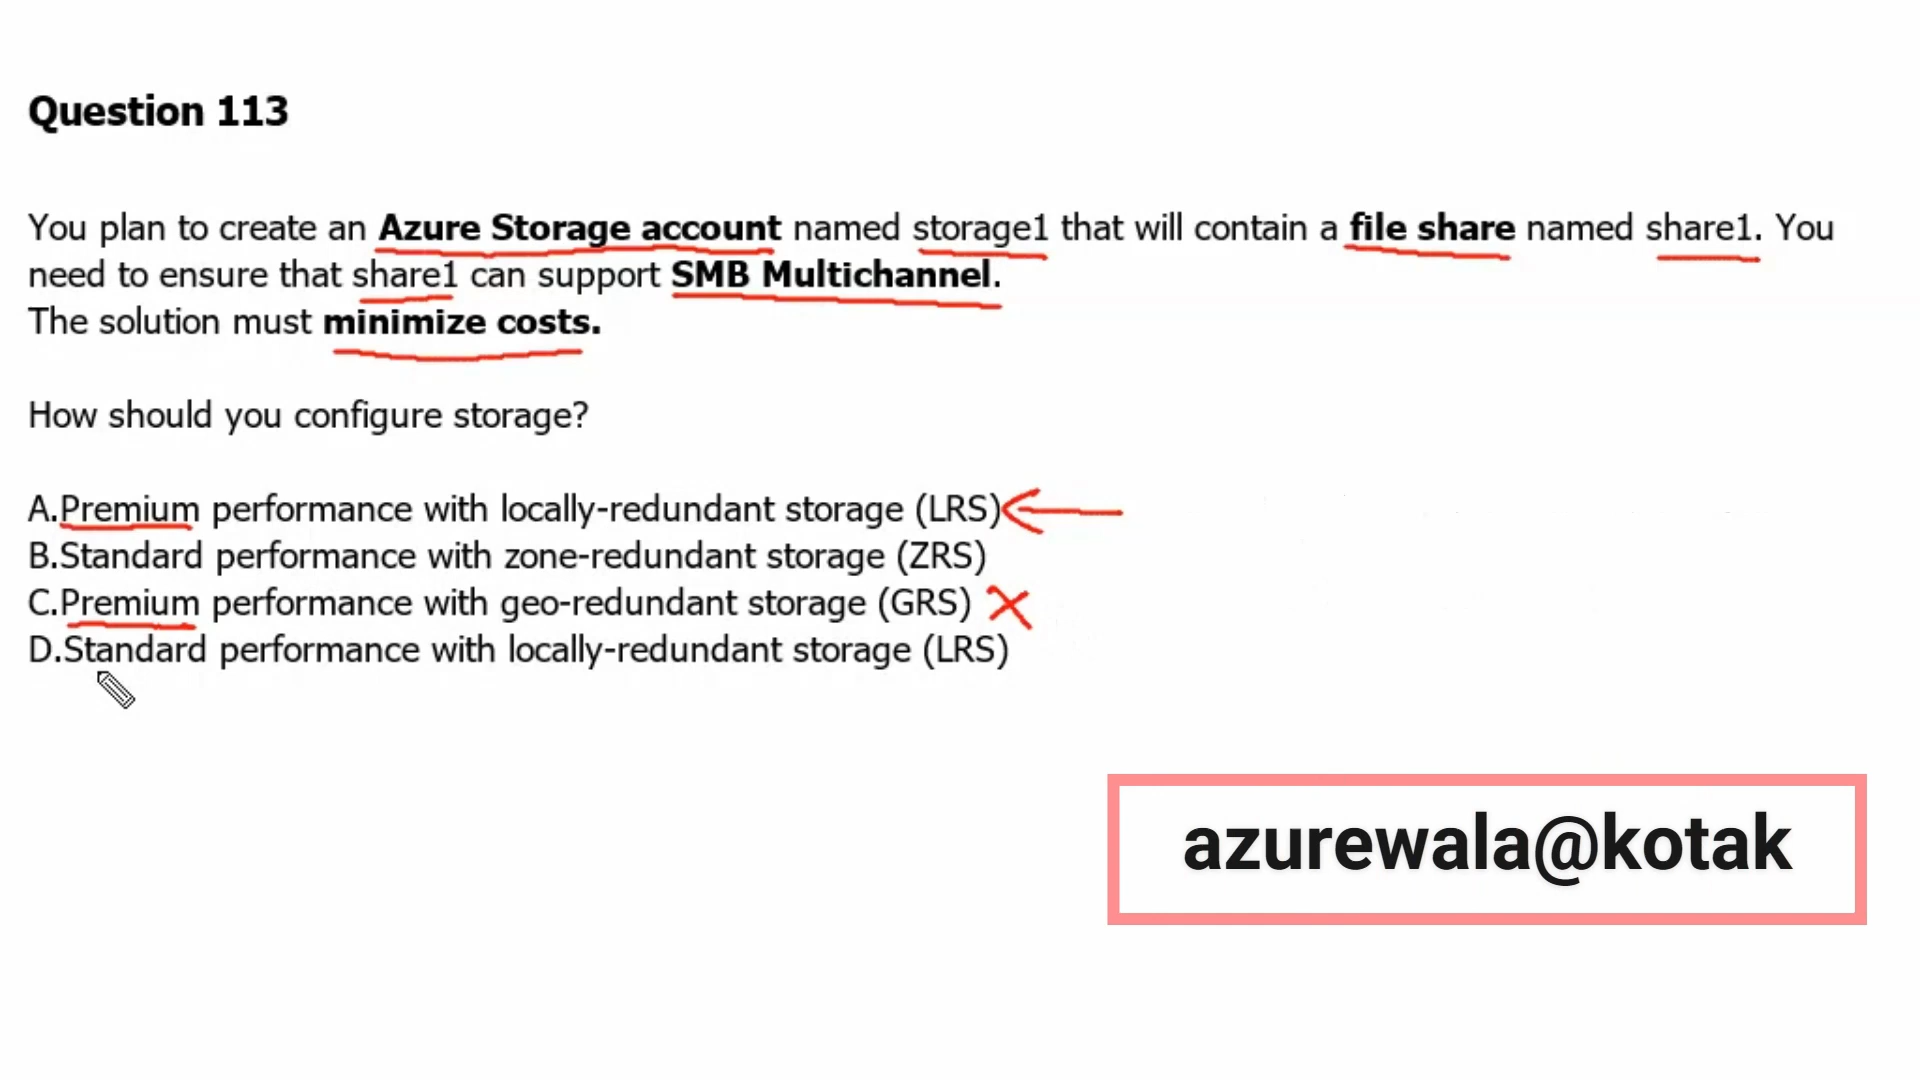 Question 113
You plan to create an Azure Storage account named storage1 that will contain a file share named share1. You
need to ensure that share1 can support SMB Multichannel.
The solution must minimize costs.
How should you configure storage?
A.Premium performance with locally-redundant storage (LRS)
B.Standard performance with zone-redundant storage (ZRS)
C.Premium performance with geo-redundant storage (GRS)
D.Standard performance with locally-redundant storage (LRS)
azurewala@kotak